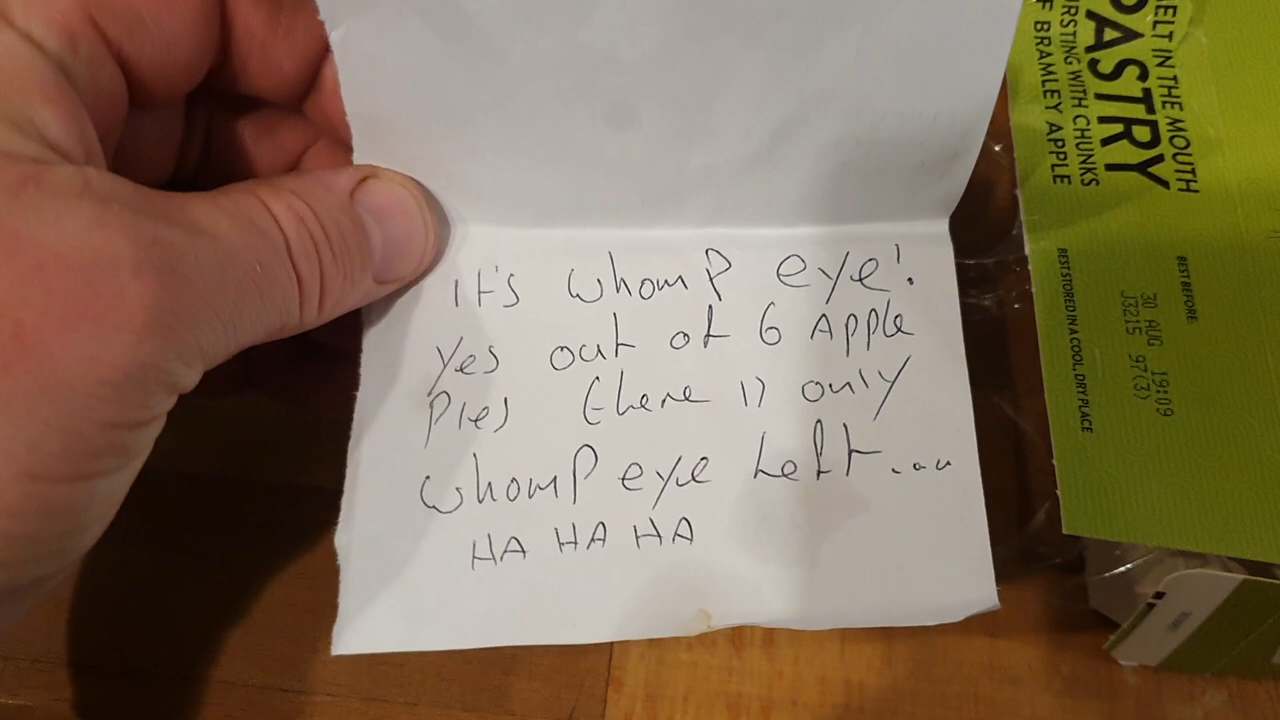 It's whomP eye!
Yes out of 6 Apple
Pies there is only
whomP eye Left....
HA HA HA
MELT IN THE MOUTH
PASTRY
BURSTING WITH CHUNKS
OF BRAMLEY APPLE
BEST BEFORE:
30 AUG 19:09
J3215 97(3)
BEST STORED IN A COOL, DRY PLACE